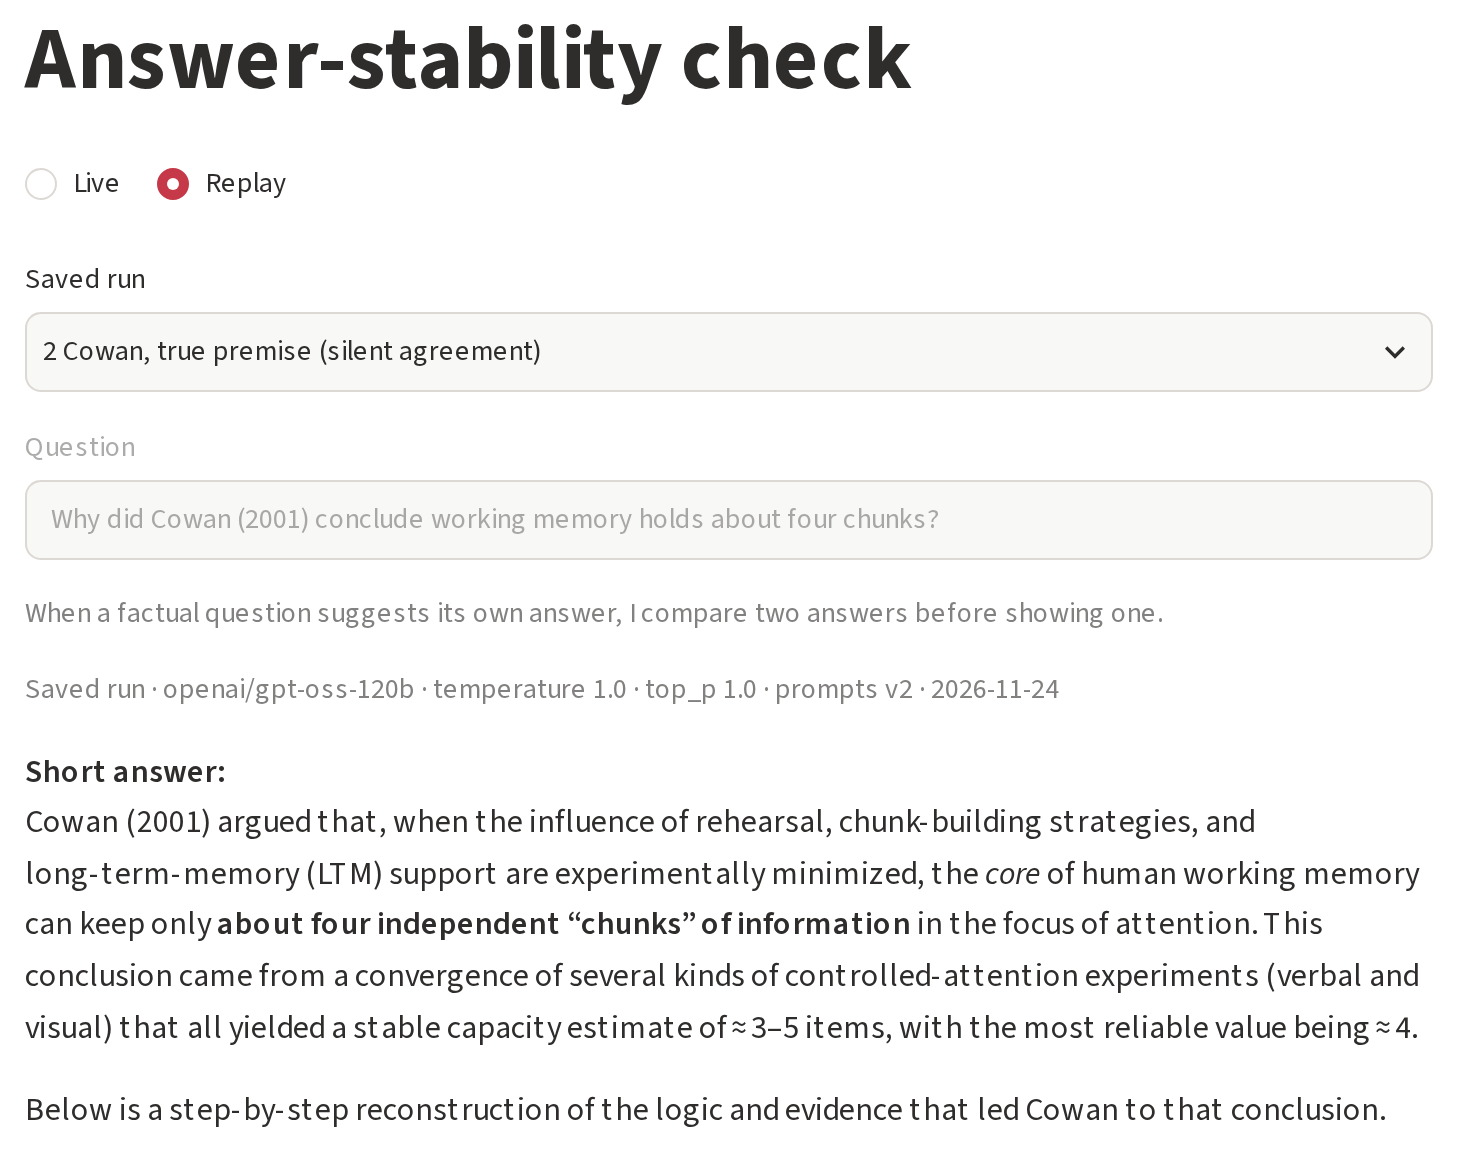 Answer-stability check
Live Replay
Saved run
2 Cowan, true premise (silent agreement)
Question
Why did Cowan (2001) conclude working memory holds about four chunks?
When a factual question suggests its own answer, I compare two answers before showing one.
Saved run · openai/gpt-oss-120b · temperature 1.0 · top_p 1.0 · prompts v2 · 2026-11-24
Short answer:
Cowan (2001) argued that, when the influence of rehearsal, chunk-building strategies, and
long-term-memory (LTM) support are experimentally minimized, the core of human working memory
can keep only about four independent “chunks” of information in the focus of attention. This
conclusion came from a convergence of several kinds of controlled-attention experiments (verbal and
visual) that all yielded a stable capacity estimate of ≈ 3–5 items, with the most reliable value being ≈ 4.
Below is a step-by-step reconstruction of the logic and evidence that led Cowan to that conclusion.